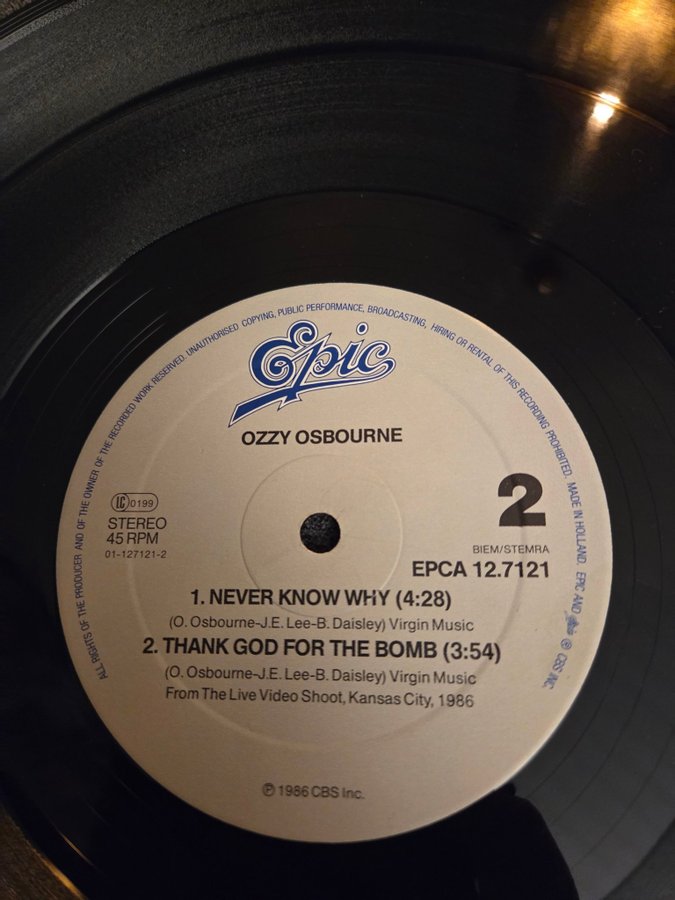 ALL RIGHTS OF THE PRODUCER AND OF THE OWNER OF THE RECORDED WORK RESERVED. UNAUTHORISED COPYING, PUBLIC PERFORMANCE, BROADCASTING, HIRING OR RENTAL OF THIS RECORDING PROHIBITED. MADE IN HOLLAND. EPIC AND Epic ® CBS INC.
Epic
OZZY OSBOURNE
2
LC 0199
STEREO
45 RPM
01-127121-2
BIEM/STEMRA
EPCA 12.7121
1. NEVER KNOW WHY (4:28)
(O. Osbourne-J.E. Lee-B. Daisley) Virgin Music
2. THANK GOD FOR THE BOMB (3:54)
(O. Osbourne-J.E. Lee-B. Daisley) Virgin Music
From The Live Video Shoot, Kansas City, 1986
℗ 1986 CBS Inc.